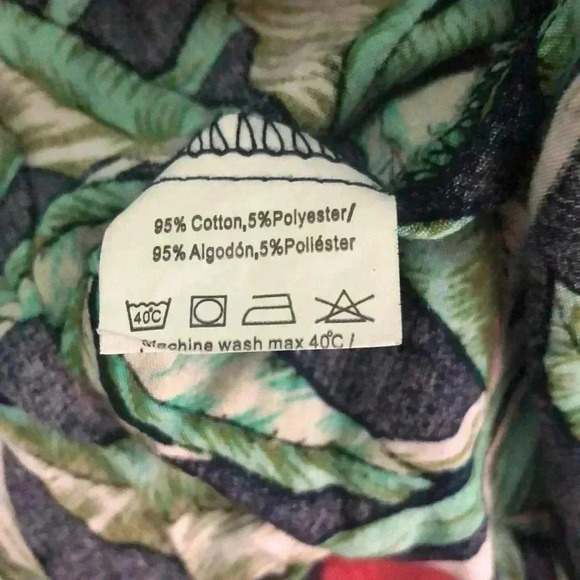 95% Cotton,5%Polyester/
95% Algodón,5%Poliéster
40°C
Machine wash max 40°C /